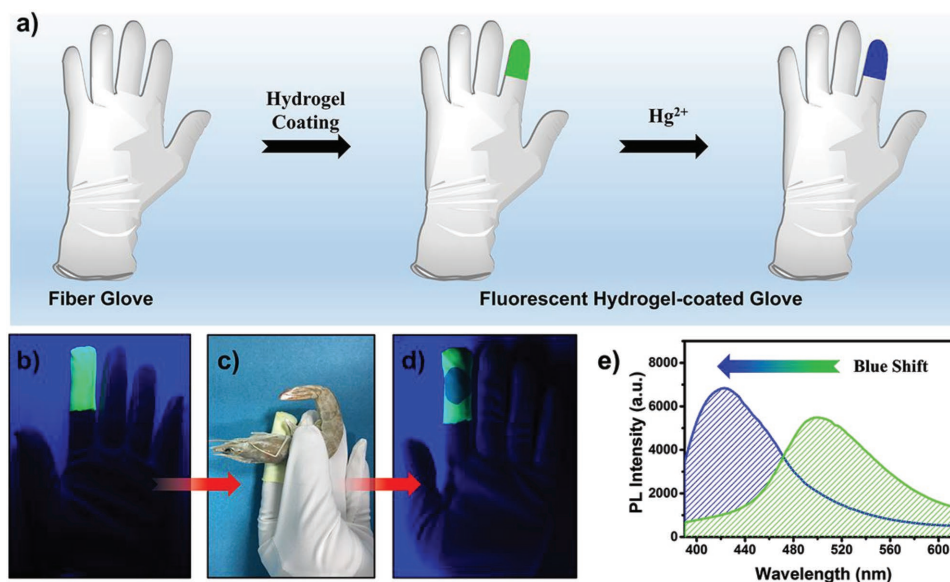 a)
Hydrogel
Coating
Hg²⁺
Fiber Glove
Fluorescent Hydrogel-coated Glove
b)
c)
d)
e)
Blue Shift
PL Intensity (a.u.)
8000
6000
4000
2000
0
400 440 480 520 560 600
Wavelength (nm)